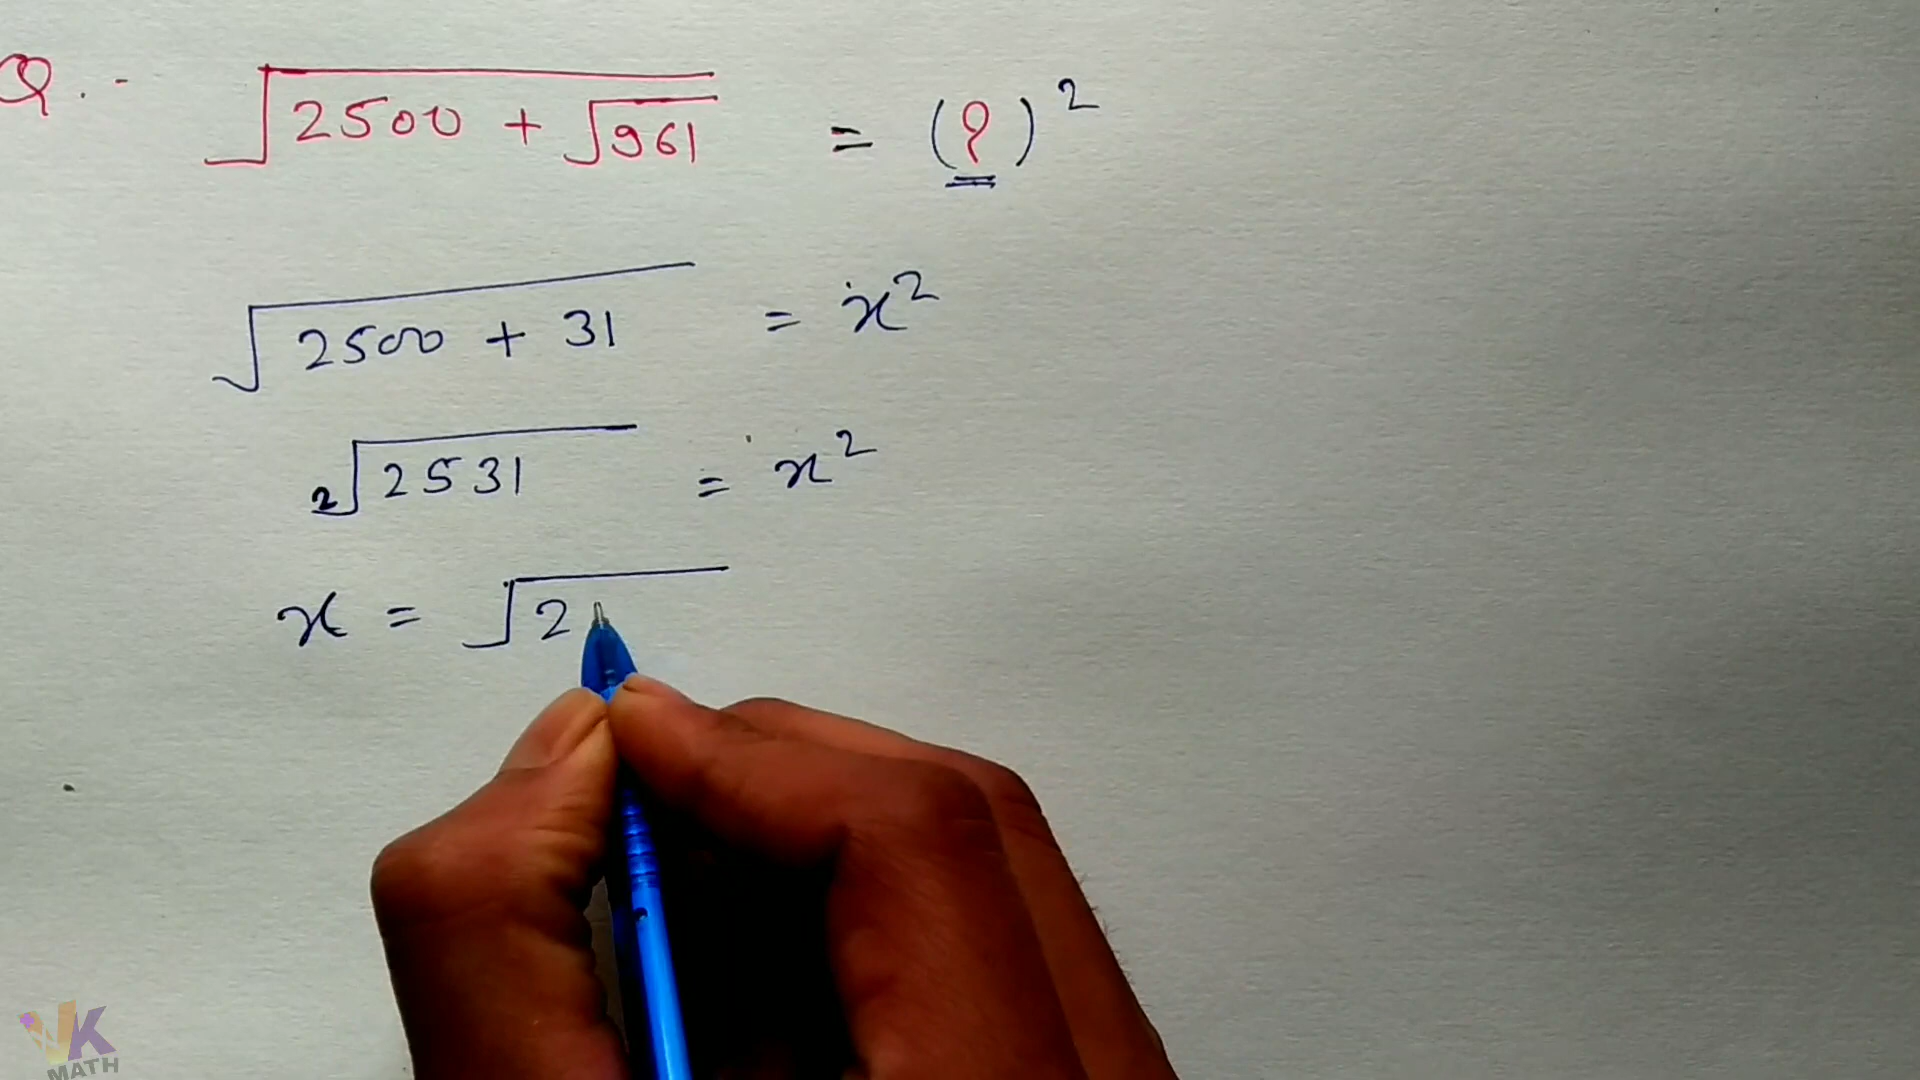 Q.- √(2500 + √961) = (?)²
√(2500 + 31) = x²
²√2531 = x²
x = √2
VK
MATH